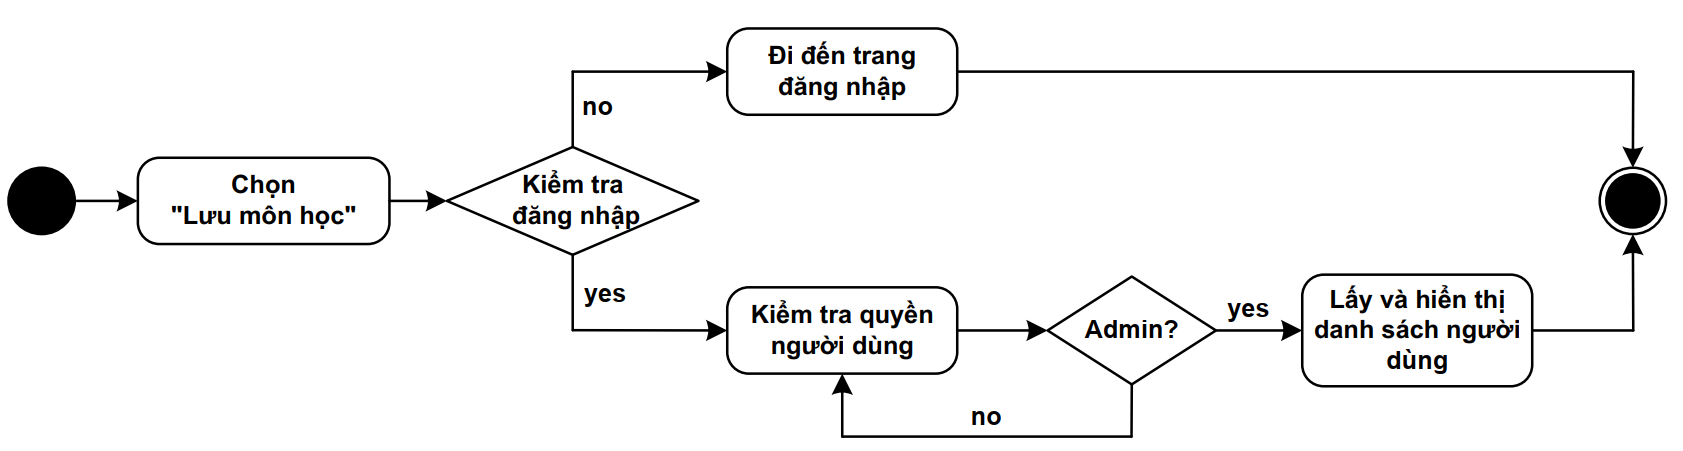 Đi đến trang
đăng nhập
no
Chọn
"Lưu môn học"
Kiểm tra
đăng nhập
yes
Kiểm tra quyền
người dùng
Admin?
yes
Lấy và hiển thị
danh sách người
dùng
no